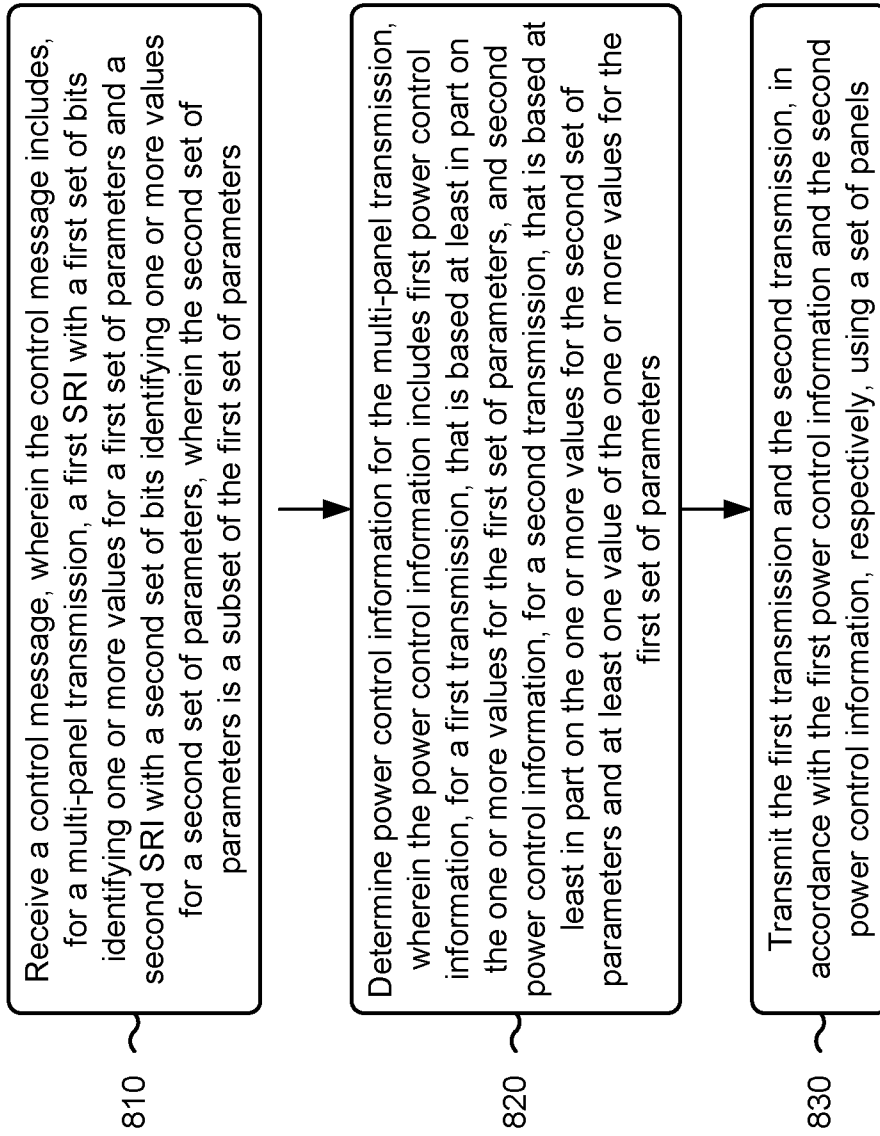 810
Receive a control message, wherein the control message includes,
for a multi-panel transmission, a first SRI with a first set of bits
identifying one or more values for a first set of parameters and a
second SRI with a second set of bits identifying one or more values
for a second set of parameters, wherein the second set of
parameters is a subset of the first set of parameters
820
Determine power control information for the multi-panel transmission,
wherein the power control information includes first power control
information, for a first transmission, that is based at least in part on
the one or more values for the first set of parameters, and second
power control information, for a second transmission, that is based at
least in part on the one or more values for the second set of
parameters and at least one value of the one or more values for the
first set of parameters
830
Transmit the first transmission and the second transmission, in
accordance with the first power control information and the second
power control information, respectively, using a set of panels